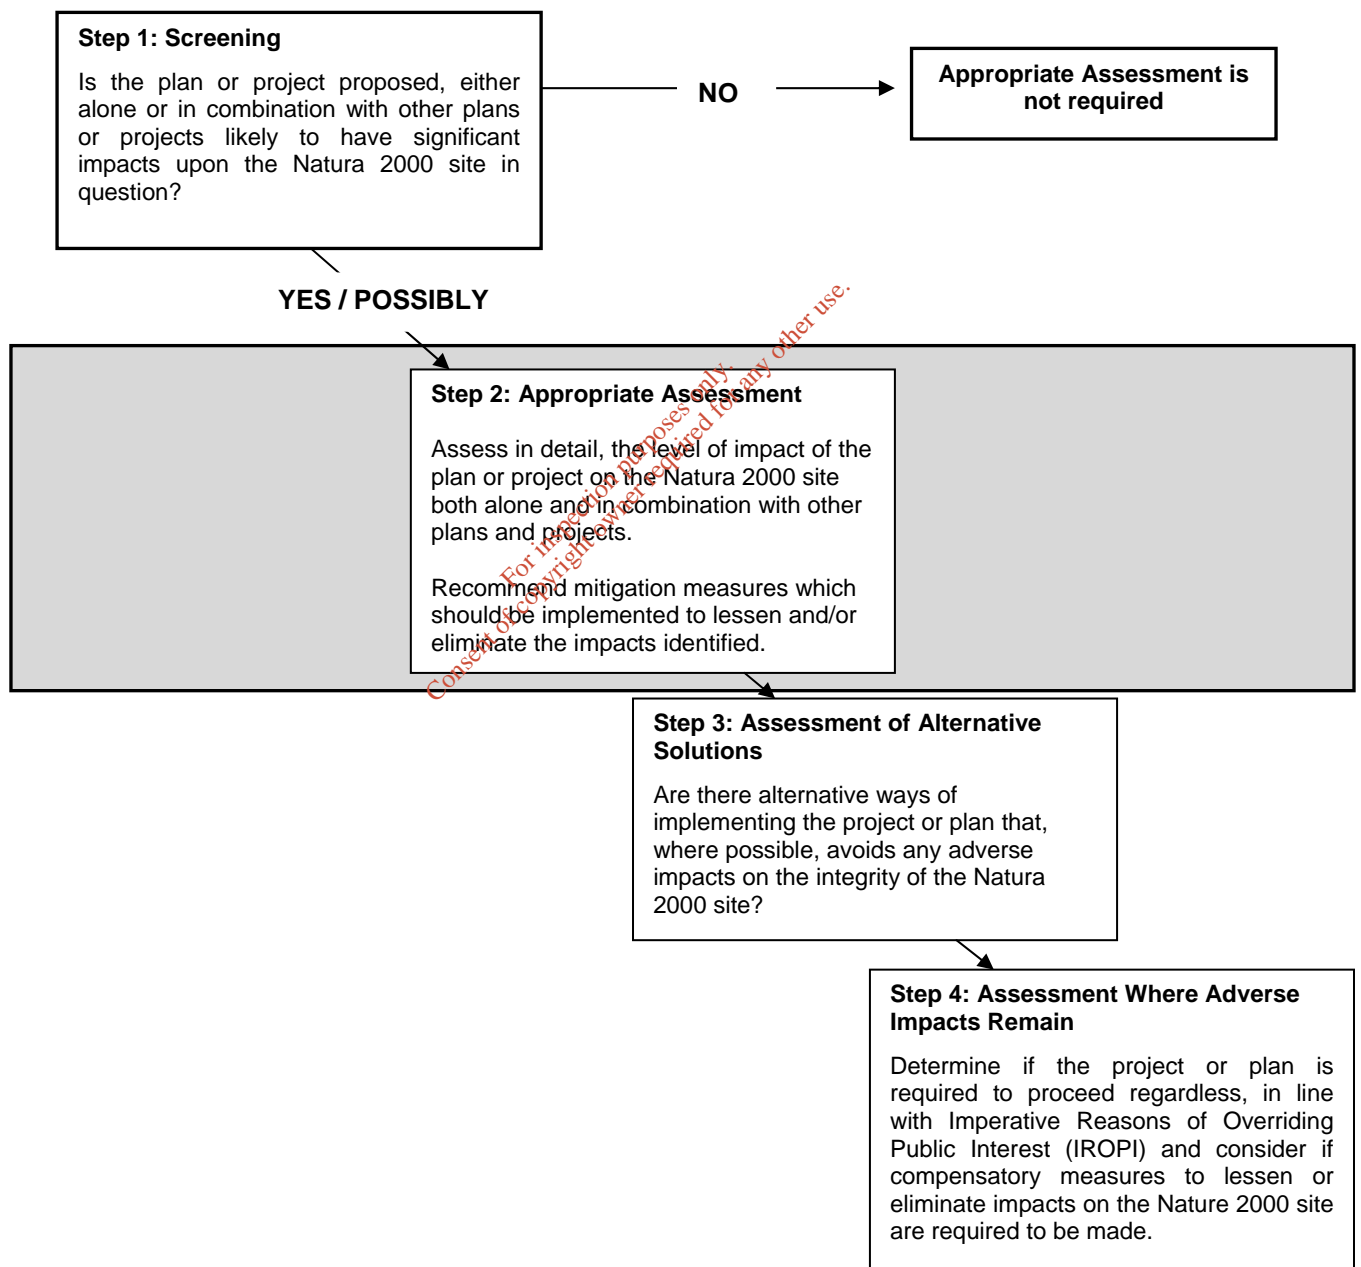 Step 1: Screening
Is the plan or project proposed, either
alone or in combination with other plans
or projects likely to have significant
impacts upon the Natura 2000 site in
question?
NO
Appropriate Assessment is
not required
YES / POSSIBLY
Step 2: Appropriate Assessment
Assess in detail, the level of impact of the
plan or project on the Natura 2000 site
both alone and in combination with other
plans and projects.
Recommend mitigation measures which
should be implemented to lessen and/or
eliminate the impacts identified.
For inspection purposes only.
Consent of copyright owner required for any other use.
Step 3: Assessment of Alternative
Solutions
Are there alternative ways of
implementing the project or plan that,
where possible, avoids any adverse
impacts on the integrity of the Natura
2000 site?
Step 4: Assessment Where Adverse
Impacts Remain
Determine if the project or plan is
required to proceed regardless, in line
with Imperative Reasons of Overriding
Public Interest (IROPI) and consider if
compensatory measures to lessen or
eliminate impacts on the Nature 2000 site
are required to be made.